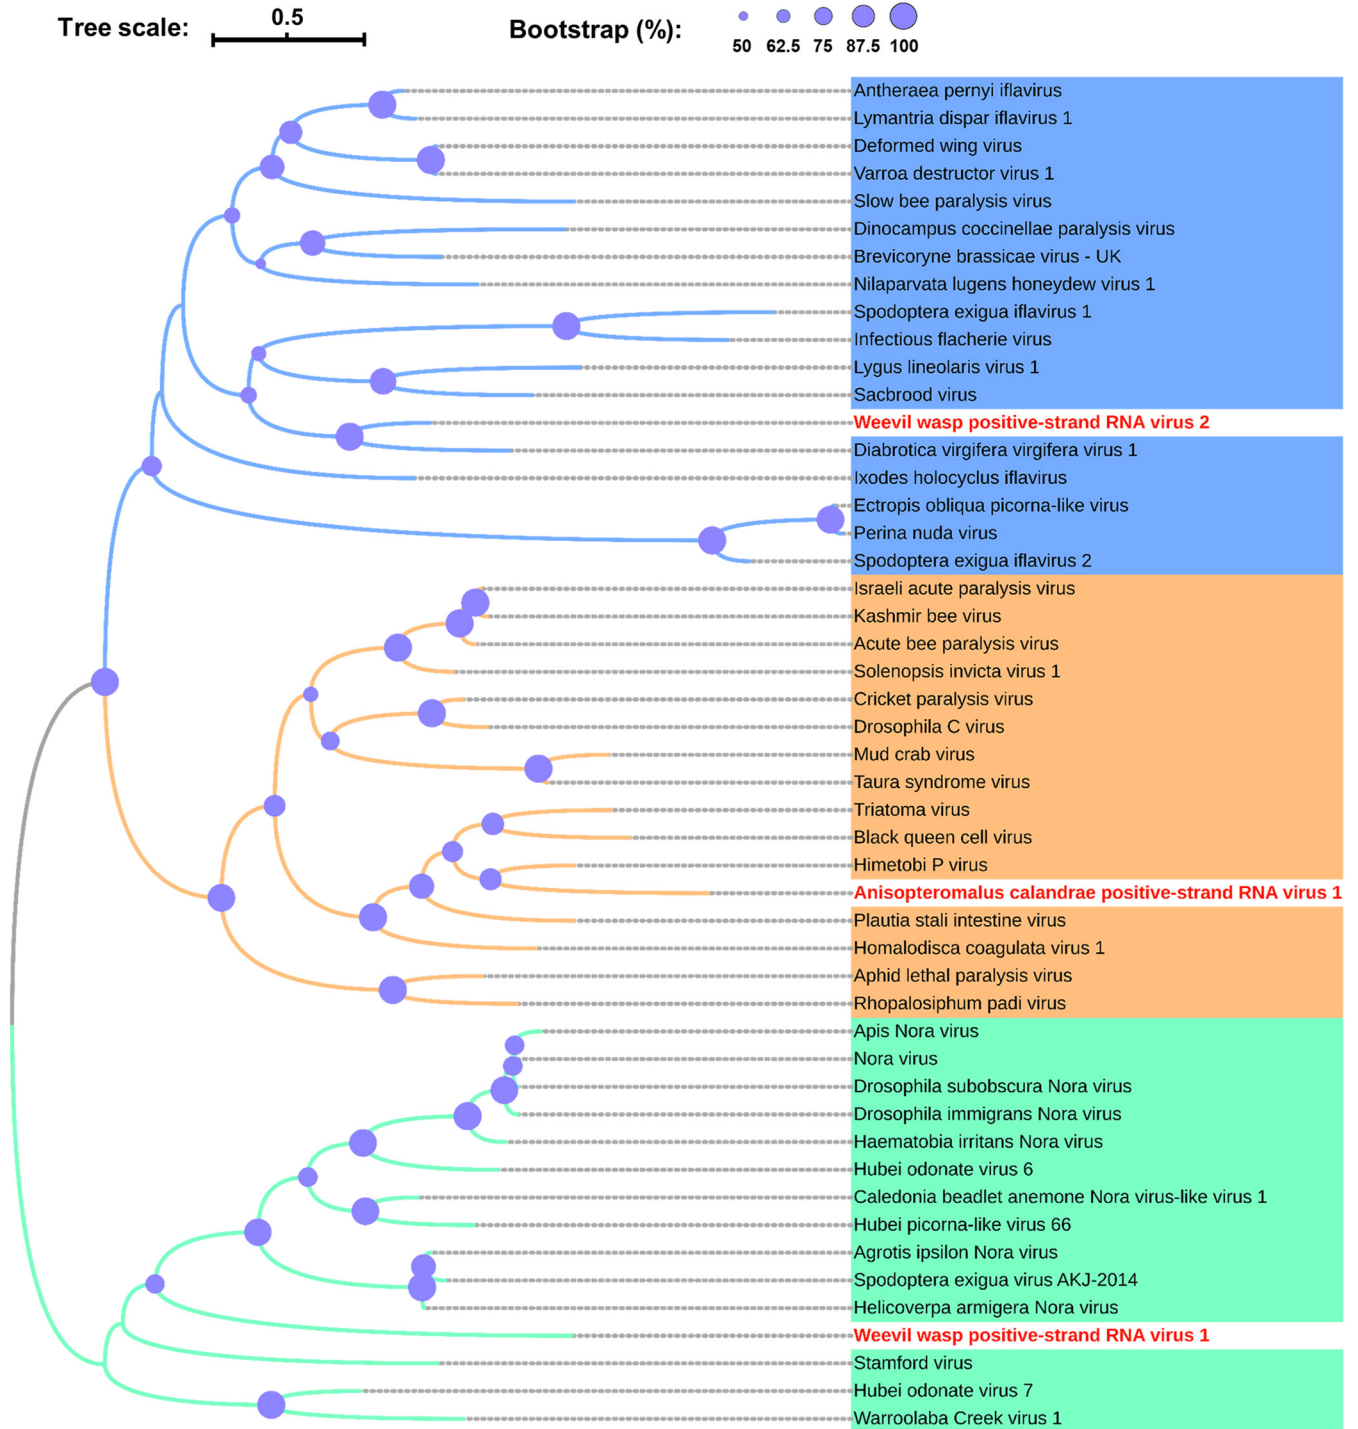 Tree scale: 0.5 Bootstrap (%):
50 62.5 75 87.5 100
Antheraea pernyi iflavirus
Lymantria dispar iflavirus 1
Deformed wing virus
Varroa destructor virus 1
Slow bee paralysis virus
Dinocampus coccinellae paralysis virus
Brevicoryne brassicae virus - UK
Nilaparvata lugens honeydew virus 1
Spodoptera exigua iflavirus 1
Infectious flacherie virus
Lygus lineolaris virus 1
Sacbrood virus
Weevil wasp positive-strand RNA virus 2
Diabrotica virgifera virgifera virus 1
Ixodes holocyclus iflavirus
Ectropis obliqua picorna-like virus
Perina nuda virus
Spodoptera exigua iflavirus 2
Israeli acute paralysis virus
Kashmir bee virus
Acute bee paralysis virus
Solenopsis invicta virus 1
Cricket paralysis virus
Drosophila C virus
Mud crab virus
Taura syndrome virus
Triatoma virus
Black queen cell virus
Himetobi P virus
Anisopteromalus calandrae positive-strand RNA virus 1
Plautia stali intestine virus
Homalodisca coagulata virus 1
Aphid lethal paralysis virus
Rhopalosiphum padi virus
Apis Nora virus
Nora virus
Drosophila subobscura Nora virus
Drosophila immigrans Nora virus
Haematobia irritans Nora virus
Hubei odonate virus 6
Caledonia beadlet anemone Nora virus-like virus 1
Hubei picorna-like virus 66
Agrotis ipsilon Nora virus
Spodoptera exigua virus AKJ-2014
Helicoverpa armigera Nora virus
Weevil wasp positive-strand RNA virus 1
Stamford virus
Hubei odonate virus 7
Warroolaba Creek virus 1